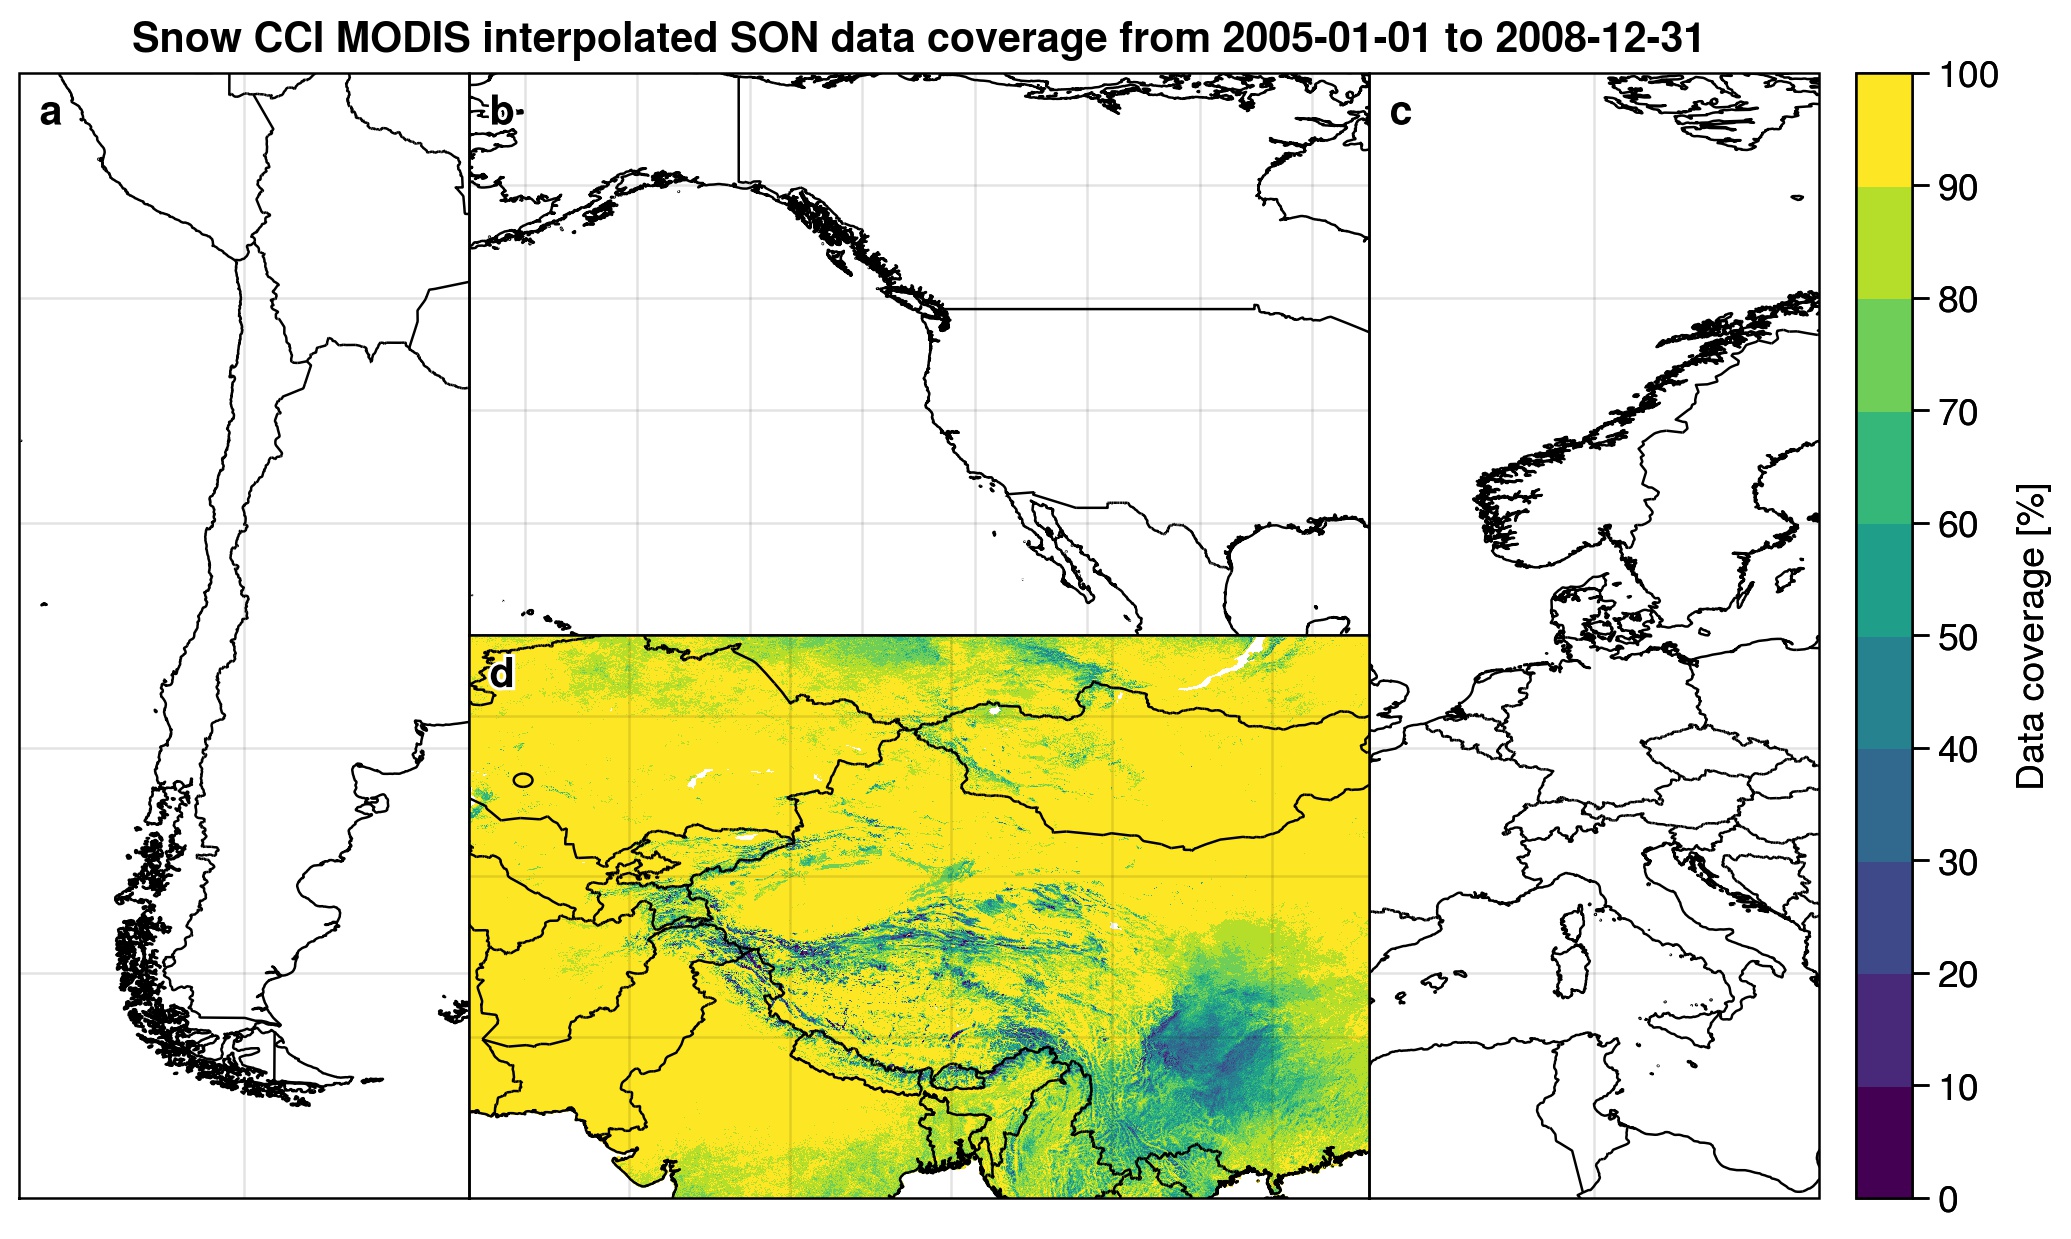 Snow CCI MODIS interpolated SON data coverage from 2005-01-01 to 2008-12-31
a
b
c
d
100
90
80
70
60
50
40
30
20
10
0
Data coverage [%]